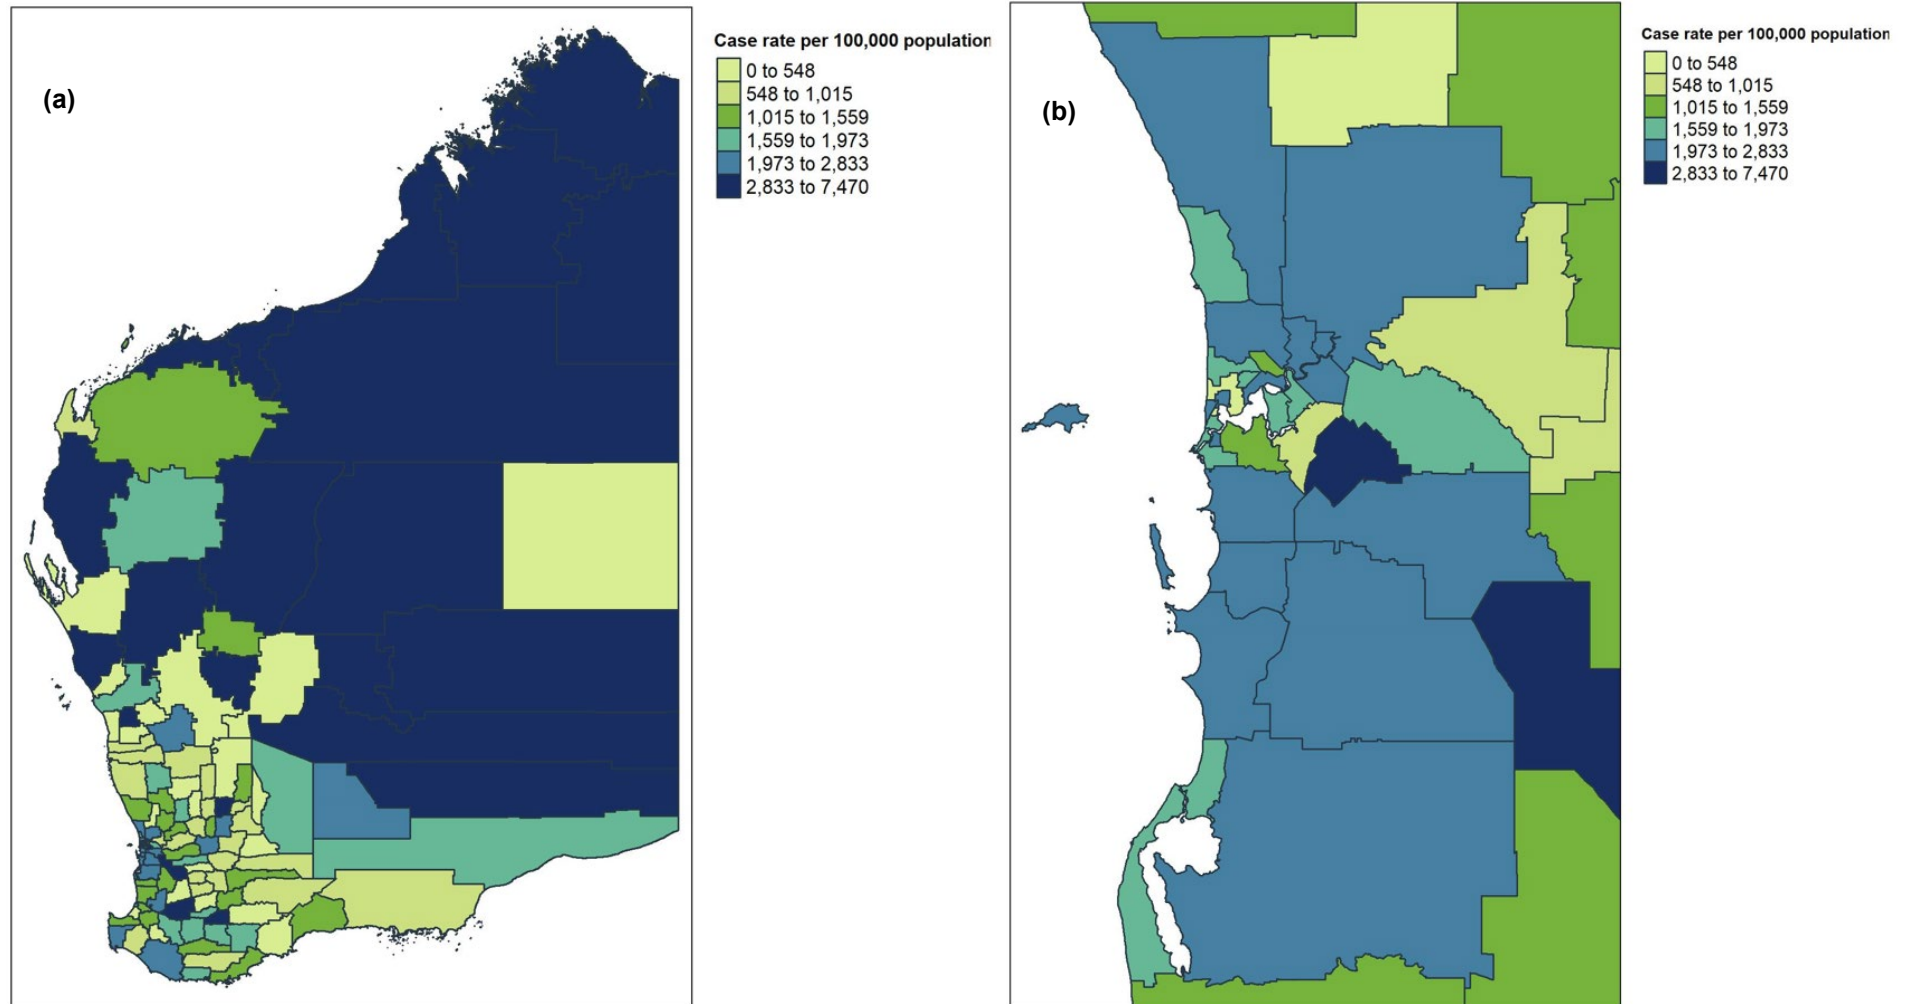 (a)
Case rate per 100,000 population
0 to 548
548 to 1,015
1,015 to 1,559
1,559 to 1,973
1,973 to 2,833
2,833 to 7,470
(b)
Case rate per 100,000 population
0 to 548
548 to 1,015
1,015 to 1,559
1,559 to 1,973
1,973 to 2,833
2,833 to 7,470